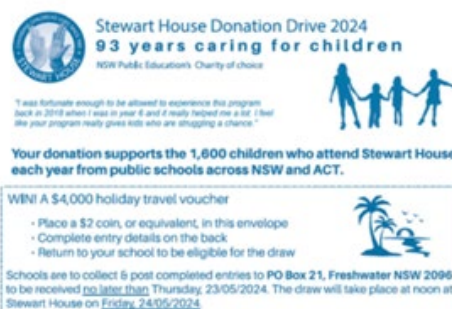 Stewart House Donation Drive 2024
93 years caring for children
NSW Public Education's Charity of choice
STEWART HOUSE
"I was fortunate enough to be allowed to experience this program
back in 2018 when I was in year 6 and it really helped me a lot. I feel
like your program really gives kids who are struggling a chance."
Your donation supports the 1,600 children who attend Stewart House
each year from public schools across NSW and ACT.
WIN! A $4,000 holiday travel voucher
- Place a $2 coin, or equivalent, in this envelope
- Complete entry details on the back
- Return to your school to be eligible for the draw
Schools are to collect & post completed entries to PO Box 21, Freshwater NSW 2096
to be received no later than Thursday, 23/05/2024. The draw will take place at noon at
Stewart House on Friday, 24/05/2024.